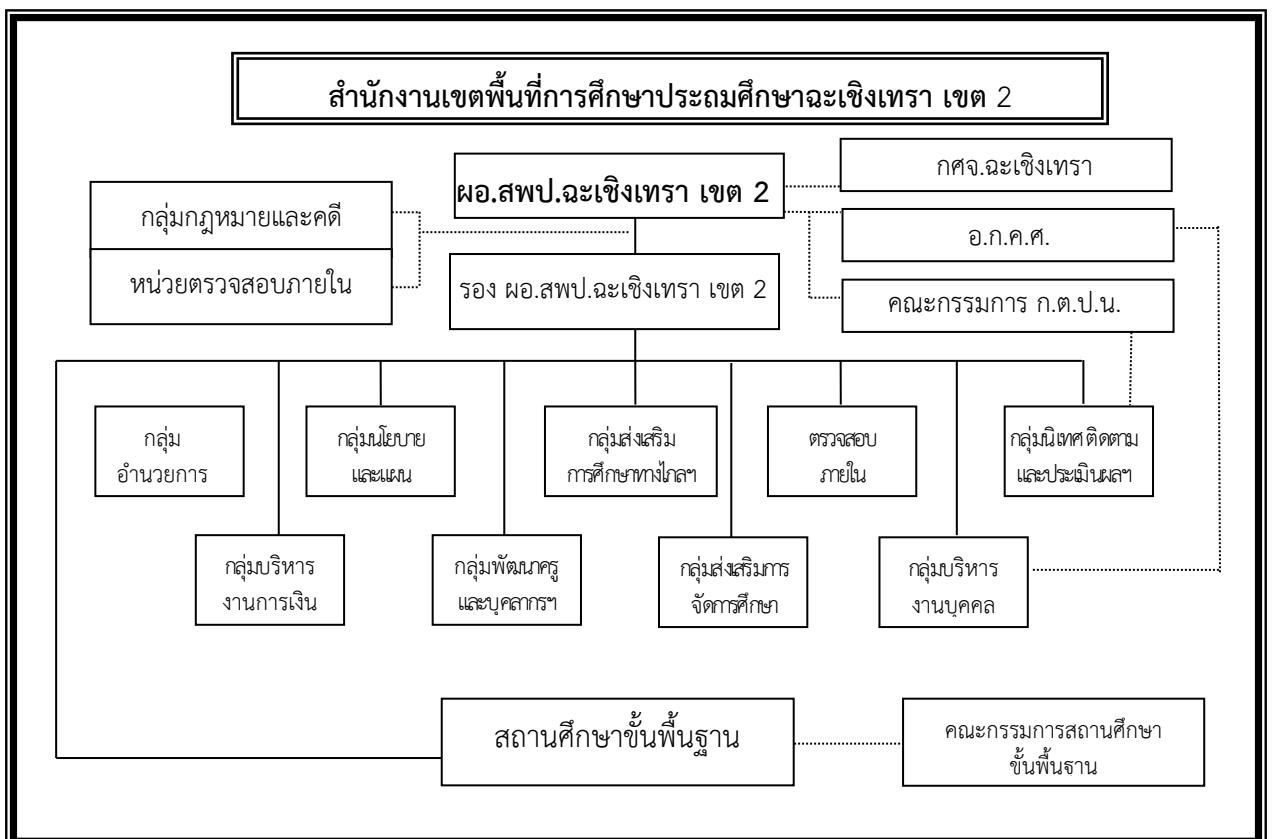 สำนักงานเขตพื้นที่การศึกษาประถมศึกษาฉะเชิงเทรา เขต 2
ผอ.สพป.ฉะเชิงเทรา เขต 2
กศจ.ฉะเชิงเทรา
กลุ่มกฎหมายและคดี
อ.ก.ค.ศ.
หน่วยตรวจสอบภายใน
รอง ผอ.สพป.ฉะเชิงเทรา เขต 2
คณะกรรมการ ก.ต.ป.น.
กลุ่ม
อำนวยการ
กลุ่มนโยบาย
และแผน
กลุ่มส่งเสริม
การศึกษาทางไกลฯ
ตรวจสอบ
ภายใน
กลุ่มนิเทศ ติดตาม
และประเมินผลฯ
กลุ่มบริหาร
งานการเงิน
กลุ่มพัฒนาครู
และบุคลากรฯ
กลุ่มส่งเสริมการ
จัดการศึกษา
กลุ่มบริหาร
งานบุคคล
สถานศึกษาขั้นพื้นฐาน
คณะกรรมการสถานศึกษา
ขั้นพื้นฐาน